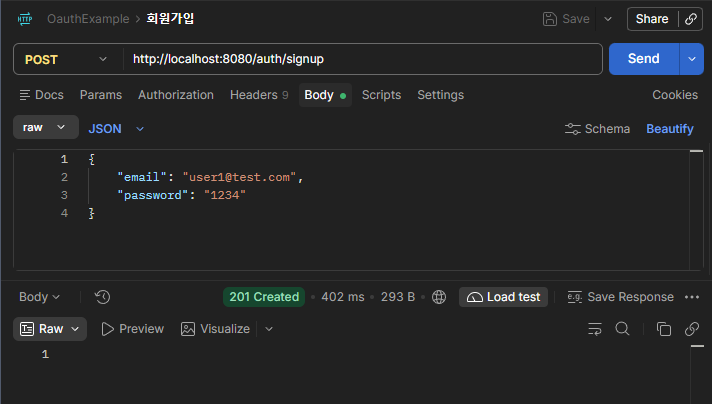 HTTP OauthExample > 회원가입 Save Share
POST http://localhost:8080/auth/signup Send
Docs Params Authorization Headers 9 Body Scripts Settings Cookies
raw JSON Schema Beautify
1 {
2 "email": "user1@test.com",
3 "password": "1234"
4 }
Body 201 Created • 402 ms • 293 B Load test e.g. Save Response
Raw Preview Visualize
1